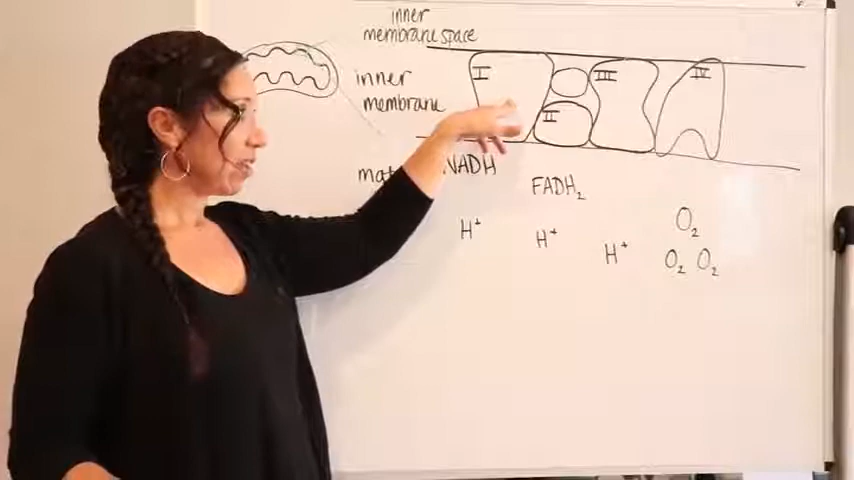 inner
membrane space
inner
membrane
I
II
III
IV
NADH
FADH₂
H⁺
H⁺
H⁺
O₂
O₂ O₂